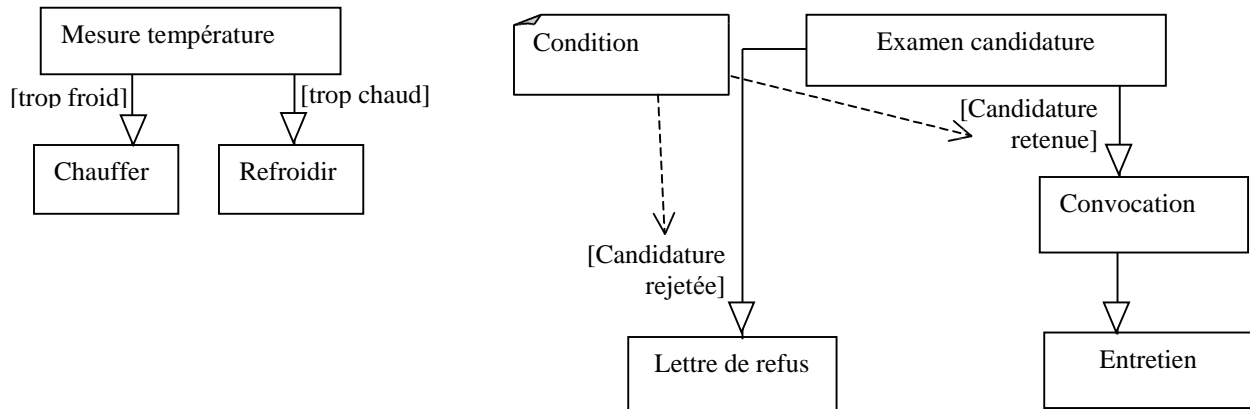 Mesure température
[trop froid]
[trop chaud]
Chauffer
Refroidir
Condition
Examen candidature
[Candidature
retenue]
Convocation
[Candidature
rejetée]
Lettre de refus
Entretien